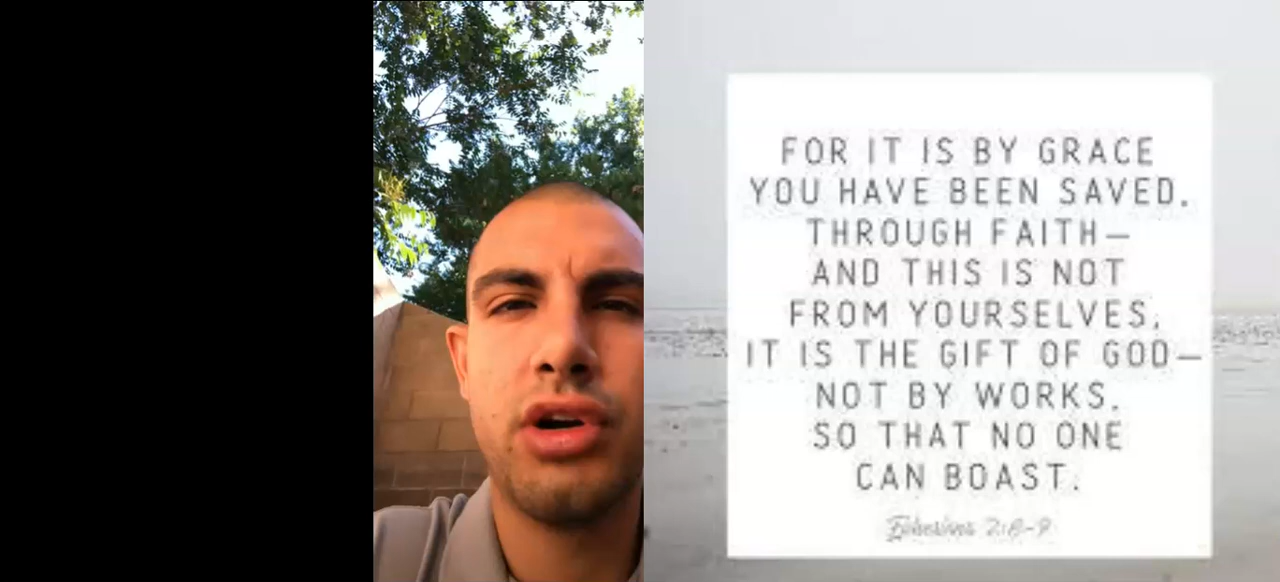 FOR IT IS BY GRACE
YOU HAVE BEEN SAVED,
THROUGH FAITH—
AND THIS IS NOT
FROM YOURSELVES,
IT IS THE GIFT OF GOD—
NOT BY WORKS,
SO THAT NO ONE
CAN BOAST.
Ephesians 2:8-9